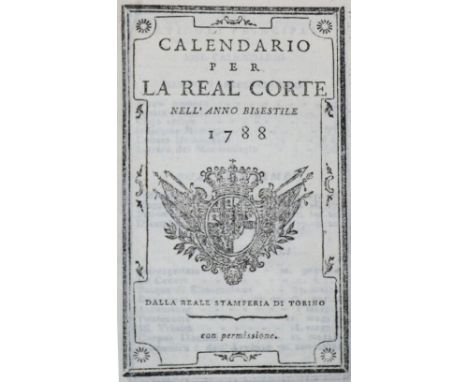 CALENDARIO
PER
LA REAL CORTE
NELL'ANNO BISESTILE
1788
DALLA REALE STAMPERIA DI TORINO
con permissione.